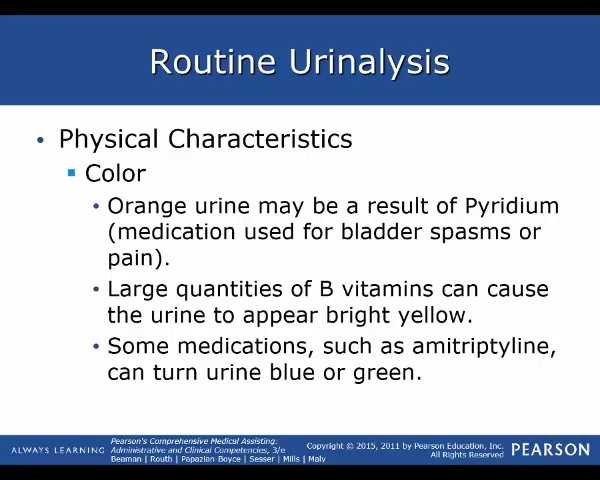 Routine Urinalysis
• Physical Characteristics
▪ Color
• Orange urine may be a result of Pyridium
(medication used for bladder spasms or
pain).
• Large quantities of B vitamins can cause
the urine to appear bright yellow.
• Some medications, such as amitriptyline,
can turn urine blue or green.
ALWAYS LEARNING
Pearson's Comprehensive Medical Assisting:
Administrative and Clinical Competencies, 3/e
Beaman | Routh | Papazian Boyce | Sesser | Mills | Maly
Copyright © 2015, 2011 by Pearson Education, Inc.
All Rights Reserved
PEARSON